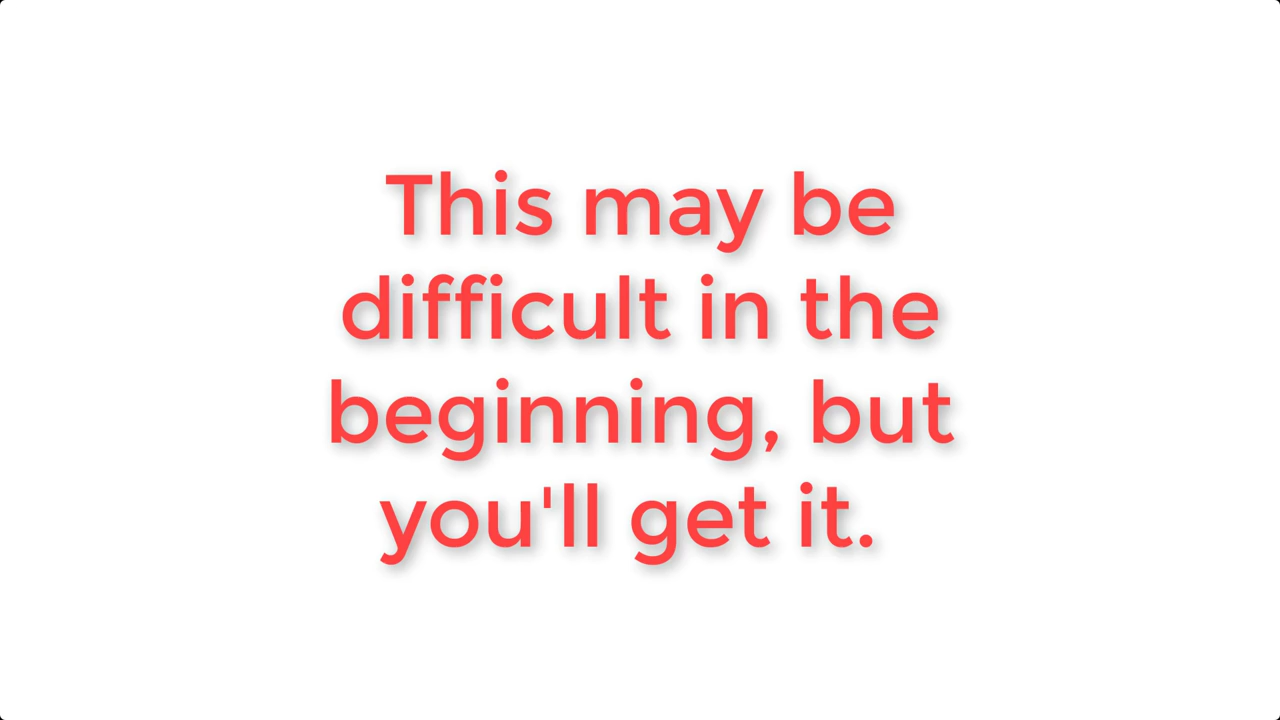 This may be
difficult in the
beginning, but
you'll get it.